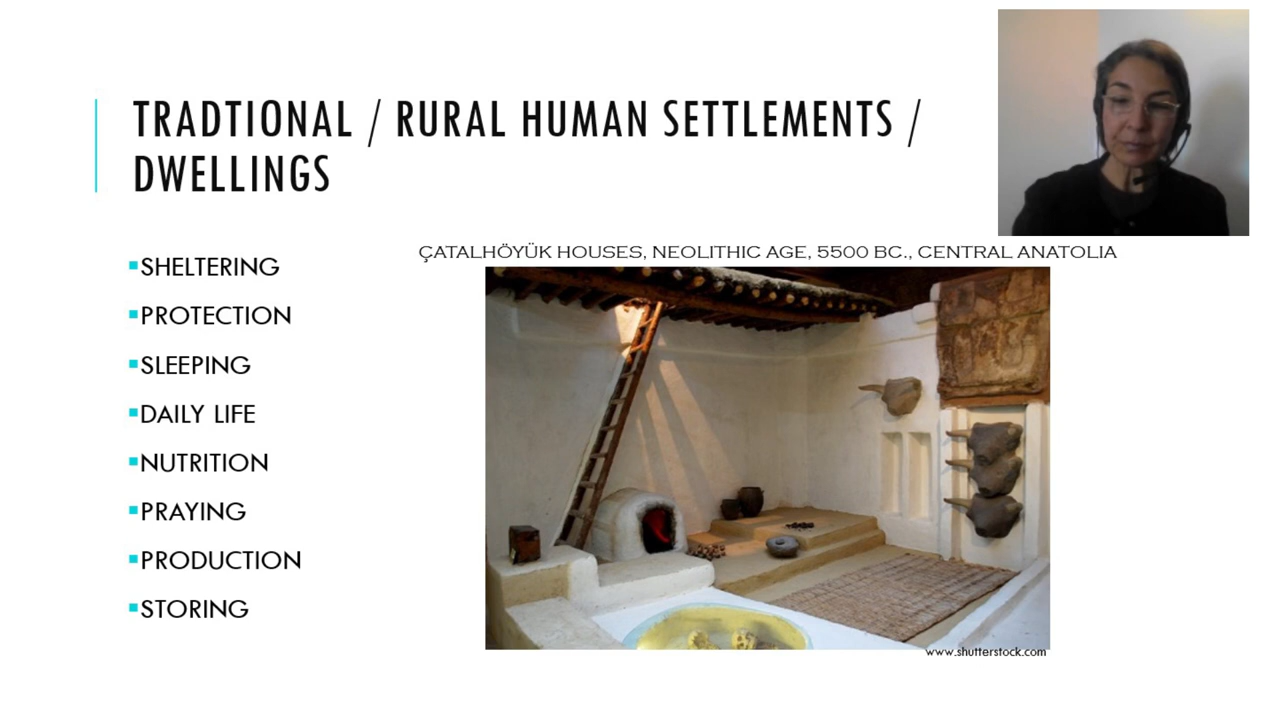 TRADTIONAL / RURAL HUMAN SETTLEMENTS /
DWELLINGS
ÇATALHÖYÜK HOUSES, NEOLITHIC AGE, 5500 BC., CENTRAL ANATOLIA
SHELTERING
PROTECTION
SLEEPING
DAILY LIFE
NUTRITION
PRAYING
PRODUCTION
STORING
www.shutterstock.com